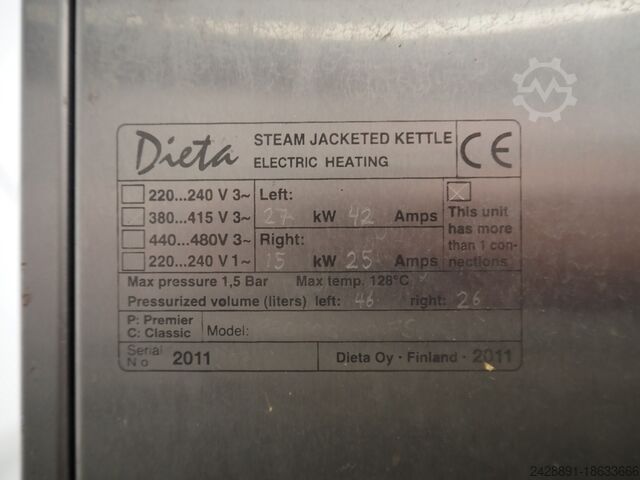 Dieta STEAM JACKETED KETTLE CE
ELECTRIC HEATING
220...240 V 3~ Left:
380...415 V 3~ 27 kW 42 Amps This unit
440...480V 3~ Right: has more
220...240 V 1~ 15 kW 25 Amps than 1 con-
nections
Max pressure 1,5 Bar Max temp. 128°C
Pressurized volume (liters) left: 46 right: 26
P: Premier
C: Classic Model:
Serial
No 2011 Dieta Oy · Finland · 2011
2428891-18633666